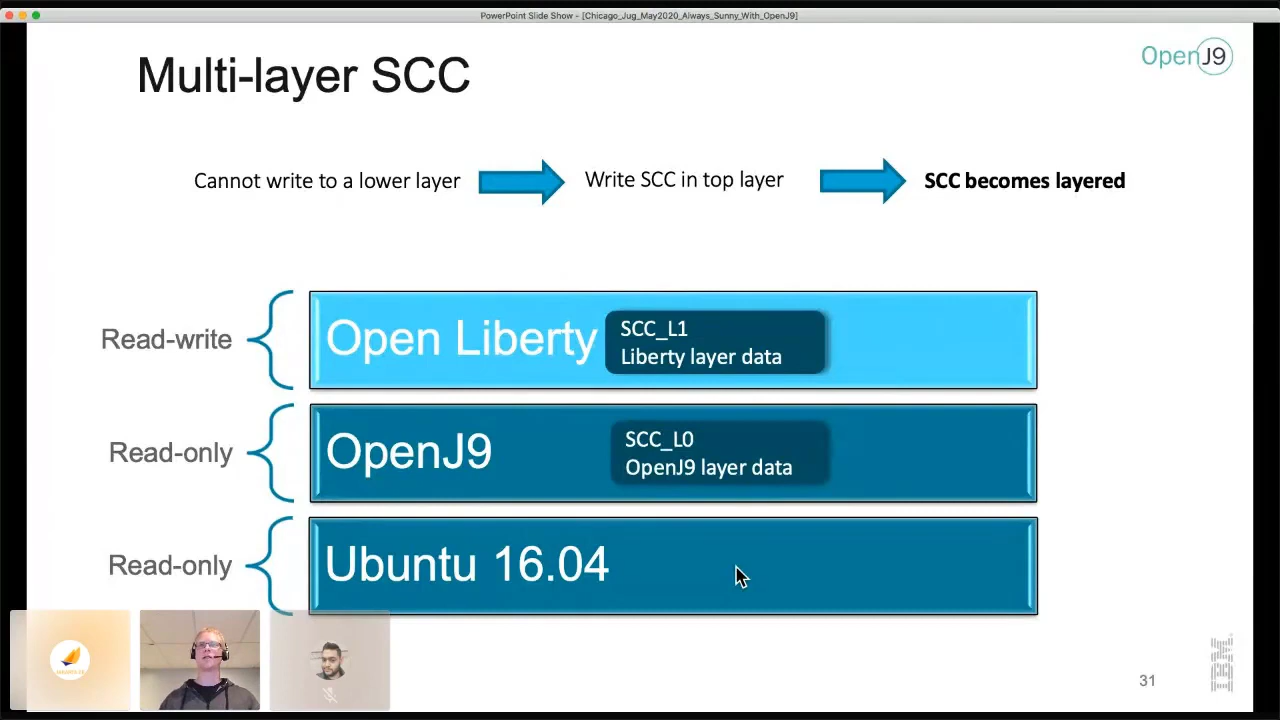 PowerPoint Slide Show - [Chicago_Jug_May2020_Always_Sunny_With_OpenJ9]
Multi-layer SCC
OpenJ9
Cannot write to a lower layer
Write SCC in top layer
SCC becomes layered
Read-write
Open Liberty
SCC_L1
Liberty layer data
Read-only
OpenJ9
SCC_L0
OpenJ9 layer data
Read-only
Ubuntu 16.04
31
IBM